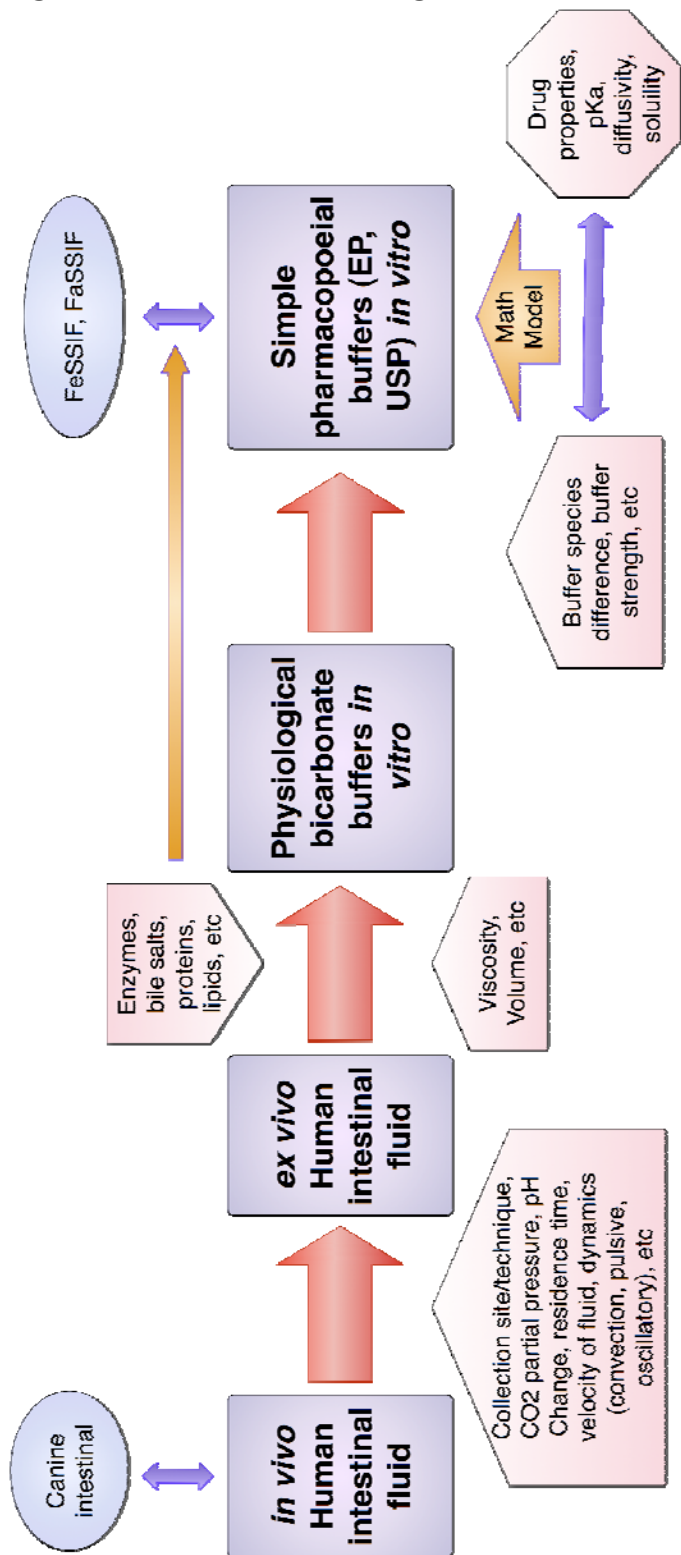 Canine
intestinal
in vivo
Human
intestinal
fluid
Collection site/technique,
CO2 partial pressure, pH
Change, residence time,
velocity of fluid, dynamics
(convection, pulsive,
oscillatory), etc
ex vivo
Human
intestinal
fluid
Enzymes,
bile salts,
proteins,
lipids, etc
Viscosity,
Volume, etc
Physiological
bicarbonate
buffers in
vitro
FeSSIF, FaSSIF
Simple
pharmacopoeial
buffers (EP,
USP) in vitro
Math
Model
Buffer species
difference, buffer
strength, etc
Drug
properties,
pKa,
diffusivity,
soluility